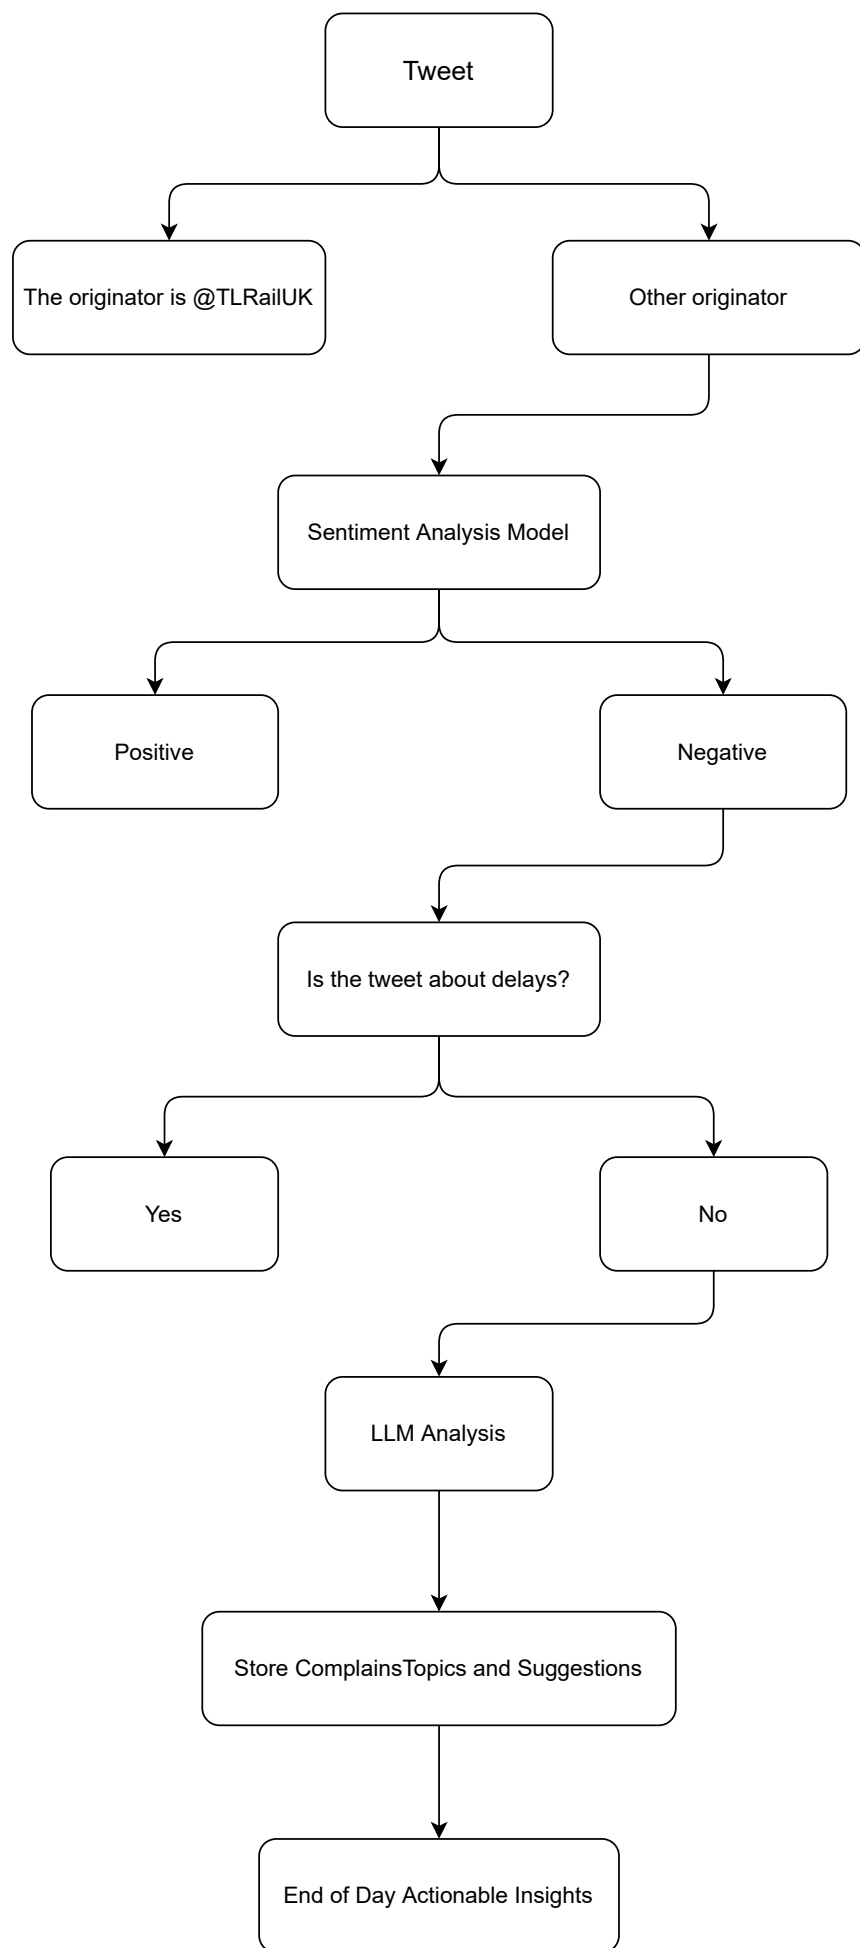 Tweet
The originator is @TLRailUK
Other originator
Sentiment Analysis Model
Positive
Negative
Is the tweet about delays?
Yes
No
LLM Analysis
Store ComplainsTopics and Suggestions
End of Day Actionable Insights